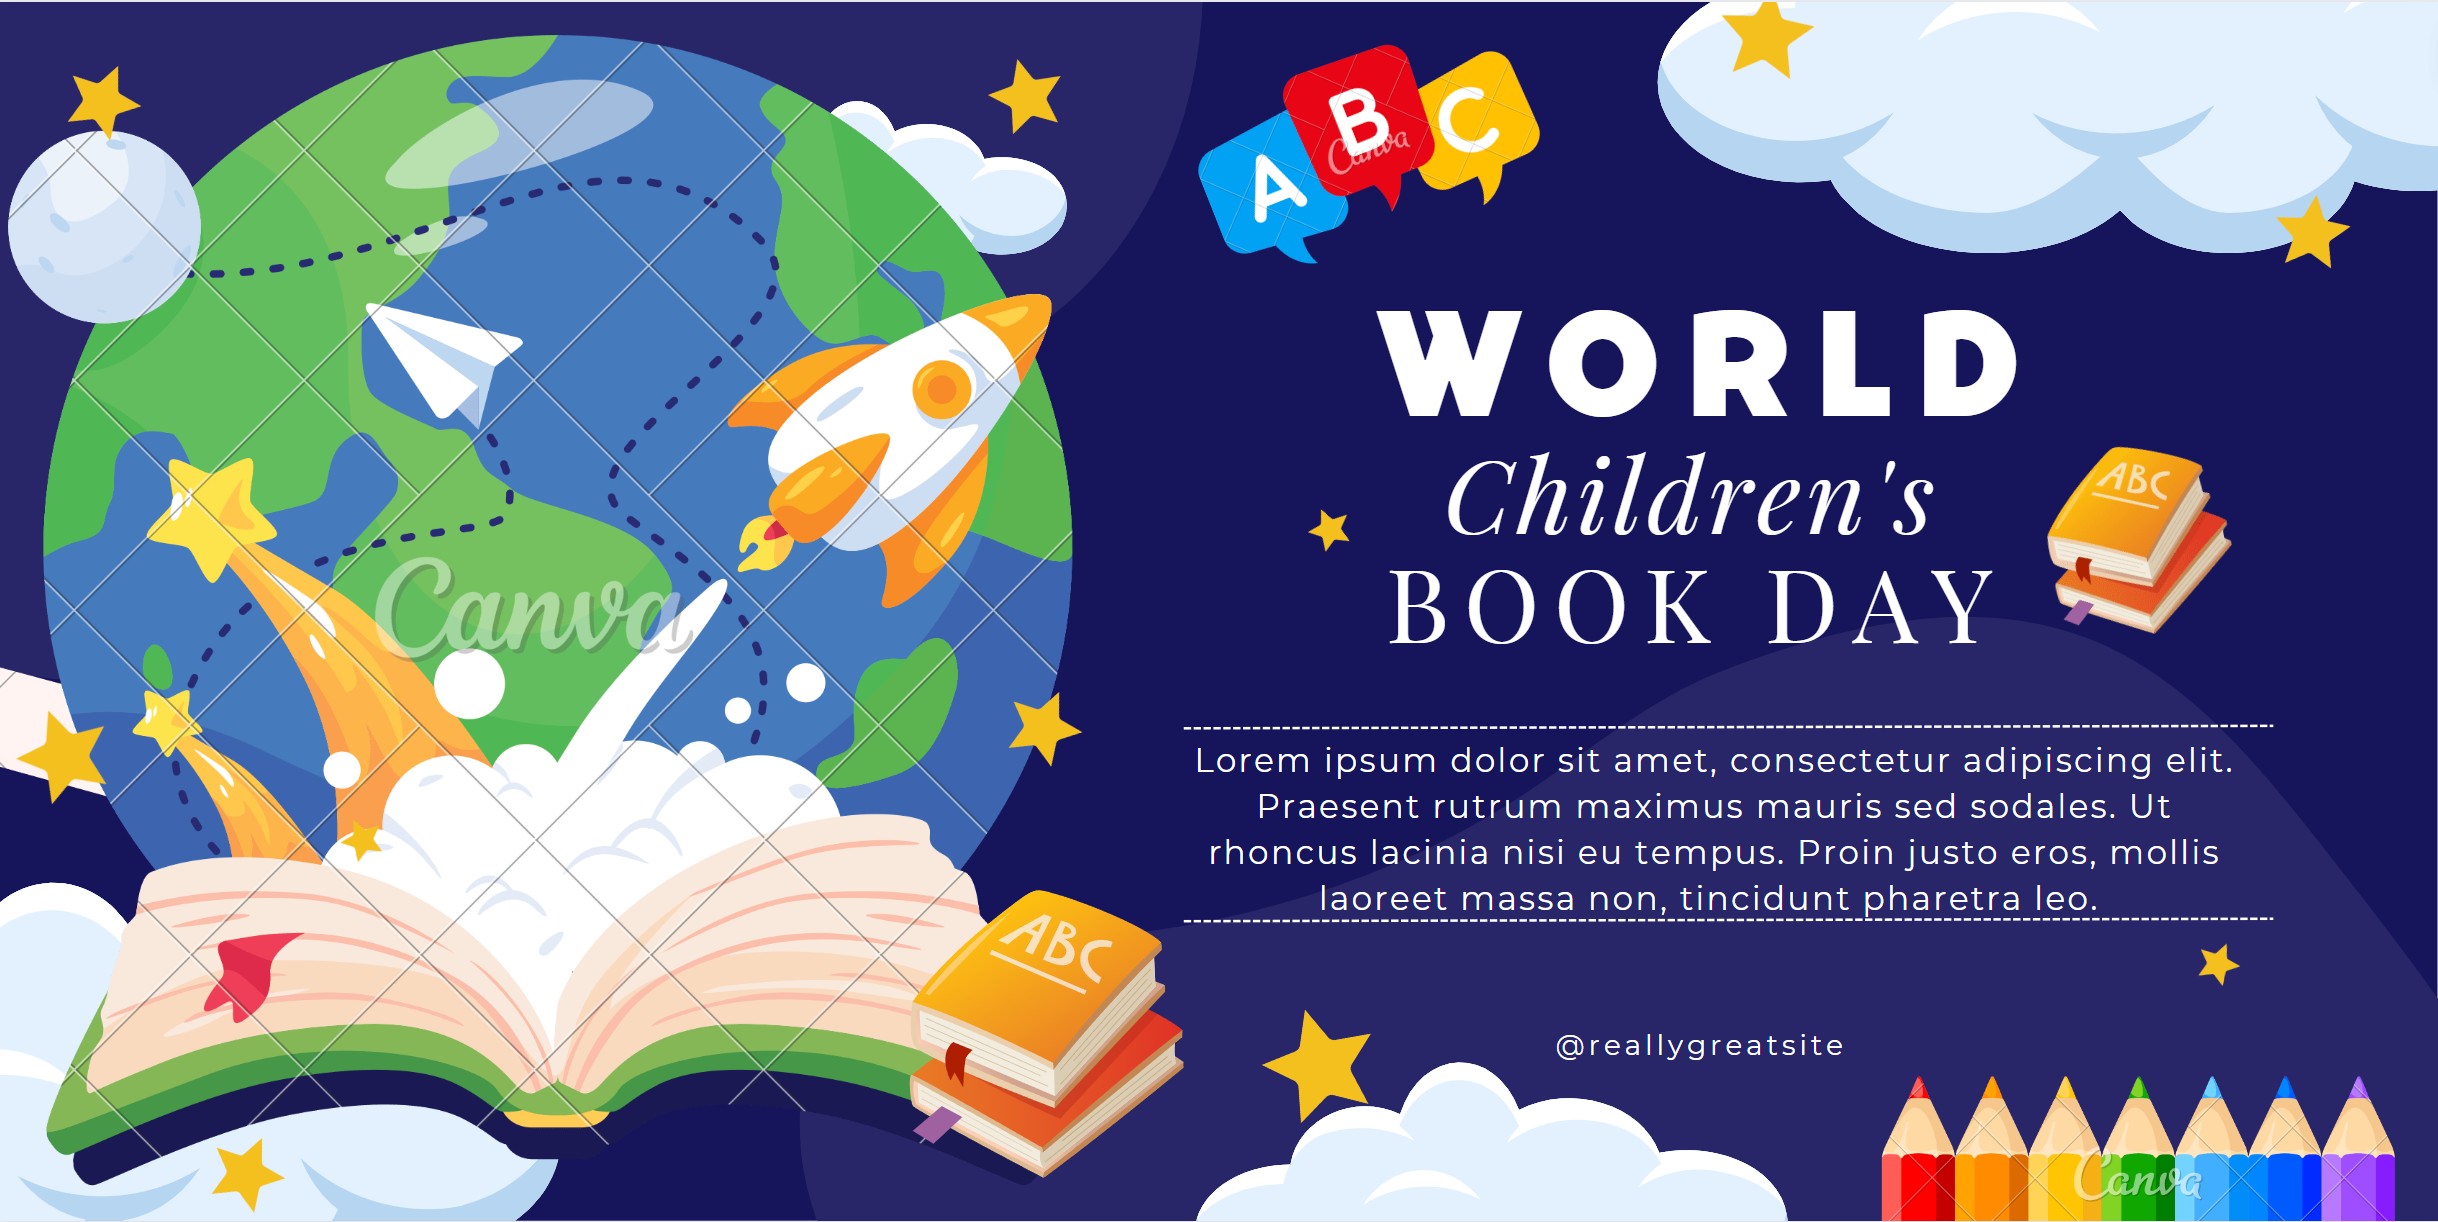 A B C
Canva
WORLD
Children's
BOOK DAY
ABC
Canva
Lorem ipsum dolor sit amet, consectetur adipiscing elit.
Praesent rutrum maximus mauris sed sodales. Ut
rhoncus lacinia nisi eu tempus. Proin justo eros, mollis
laoreet massa non, tincidunt pharetra leo.
ABC
@reallygreatsite
Canva